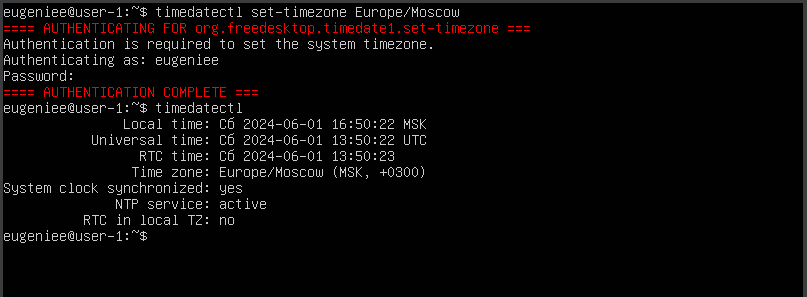 eugeniee@user-1:~$ timedatectl set-timezone Europe/Moscow
==== AUTHENTICATING FOR org.freedesktop.timedate1.set-timezone ===
Authentication is required to set the system timezone.
Authenticating as: eugeniee
Password:
==== AUTHENTICATION COMPLETE ===
eugeniee@user-1:~$ timedatectl
Local time: Сб 2024-06-01 16:50:22 MSK
Universal time: Сб 2024-06-01 13:50:22 UTC
RTC time: Сб 2024-06-01 13:50:23
Time zone: Europe/Moscow (MSK, +0300)
System clock synchronized: yes
NTP service: active
RTC in local TZ: no
eugeniee@user-1:~$